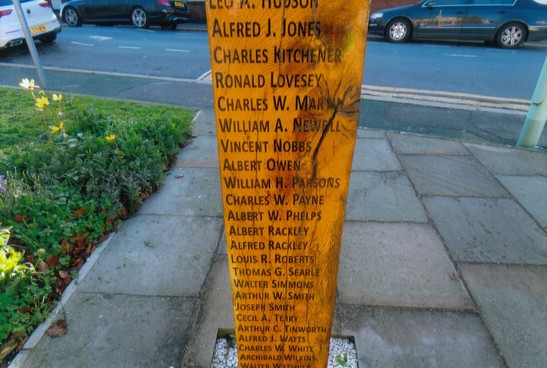 LEO A. HUDSON
ALFRED J. JONES
CHARLES KITCHENER
RONALD LOVESEY
CHARLES W. MARTIN
WILLIAM A. NEWELL
VINCENT NOBBS
ALBERT OWEN
WILLIAM H. PARSONS
CHARLES W. PAYNE
ALBERT W. PHELPS
ALBERT RACKLEY
ALFRED RACKLEY
LOUIS R. ROBERTS
THOMAS G. SEARLE
WALTER SIMMONS
ARTHUR W. SMITH
JOSEPH SMITH
CECIL A. TEARY
ARTHUR C. TINWORTH
ALFRED J. WATTS
CHARLES W. WHITE
ARCHIBALD WILKINS
WALTER